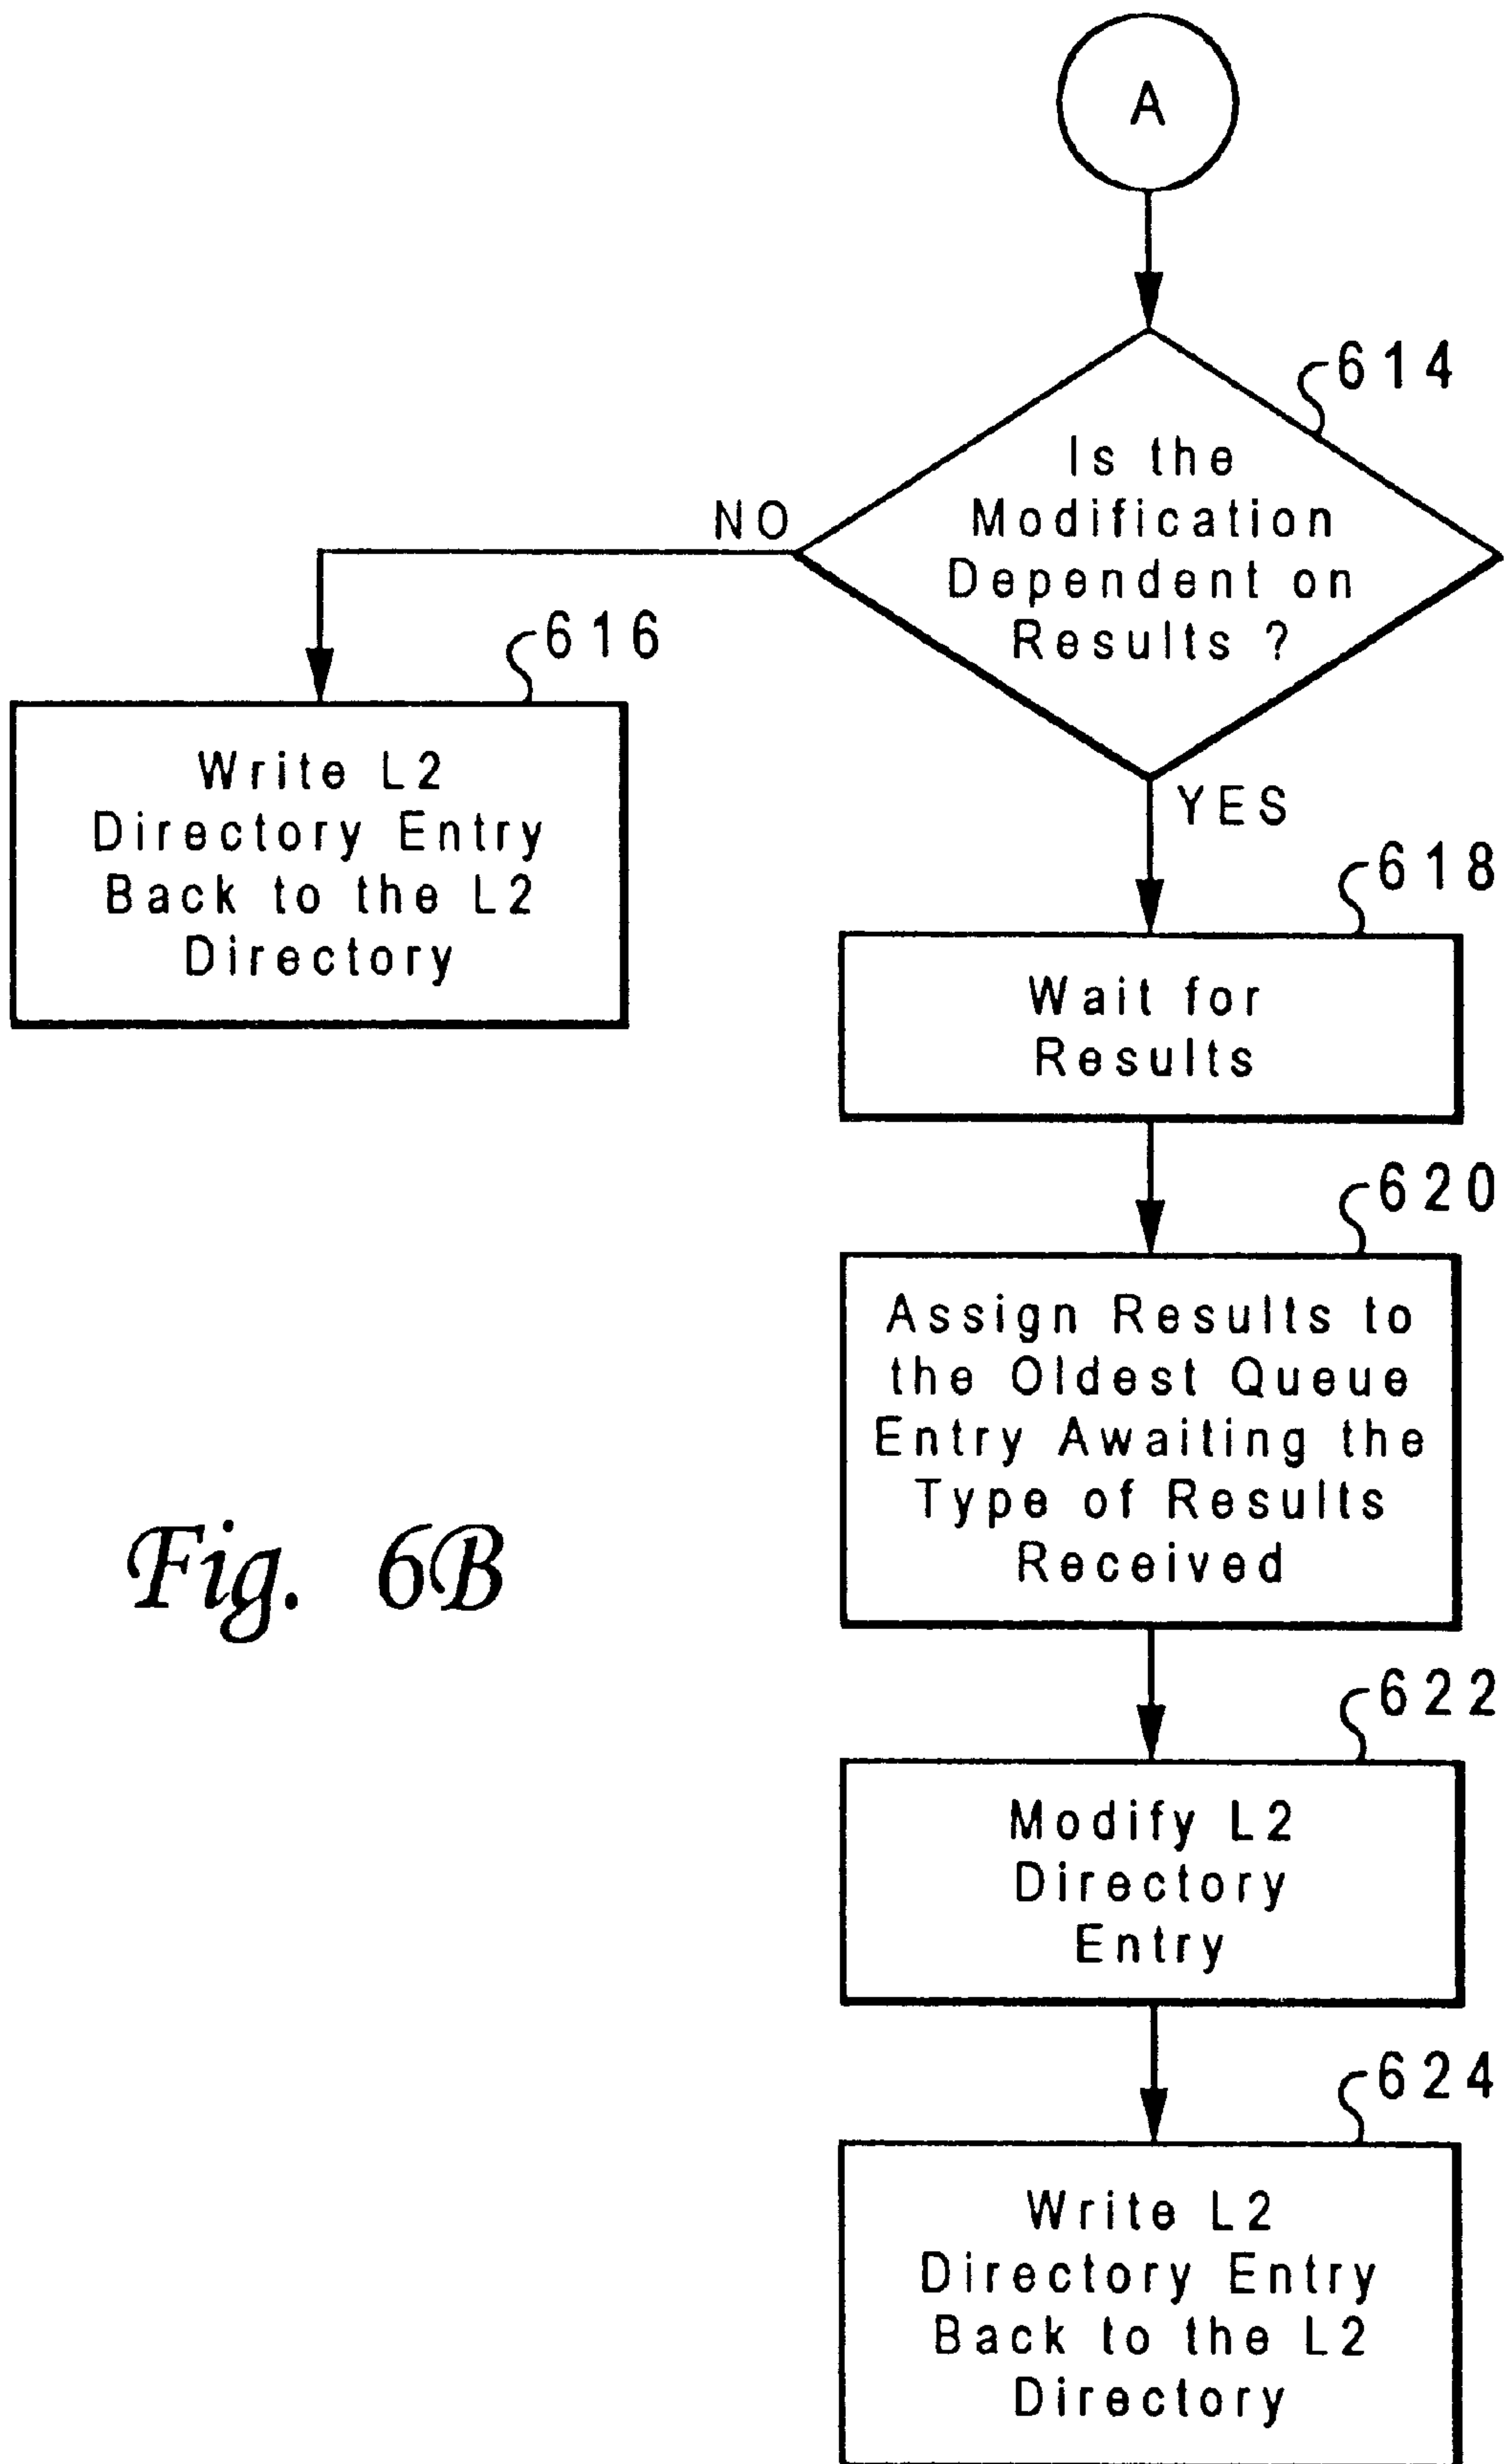 A
614
Is the
Modification
Dependent on
Results ?
NO
YES
616
Write L2
Directory Entry
Back to the L2
Directory
618
Wait for
Results
620
Assign Results to
the Oldest Queue
Entry Awaiting the
Type of Results
Received
622
Modify L2
Directory
Entry
624
Write L2
Directory Entry
Back to the L2
Directory
Fig. 6B